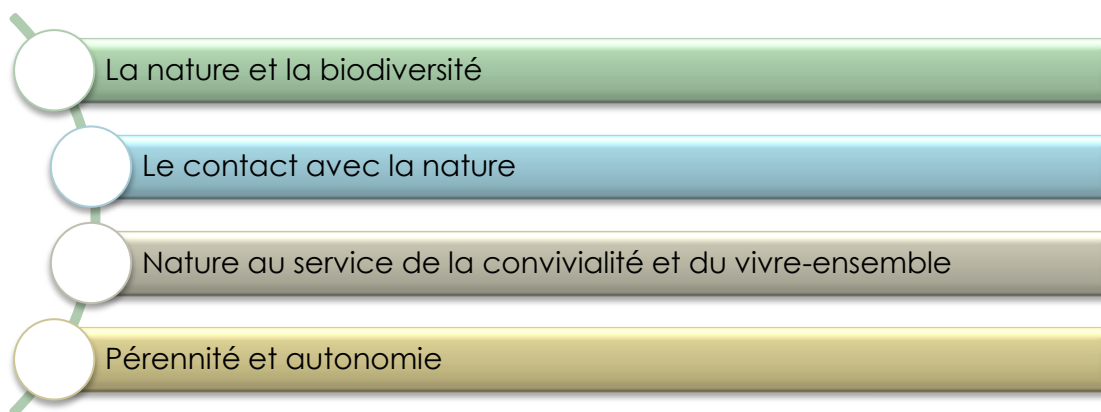 La nature et la biodiversité
Le contact avec la nature
Nature au service de la convivialité et du vivre-ensemble
Pérennité et autonomie